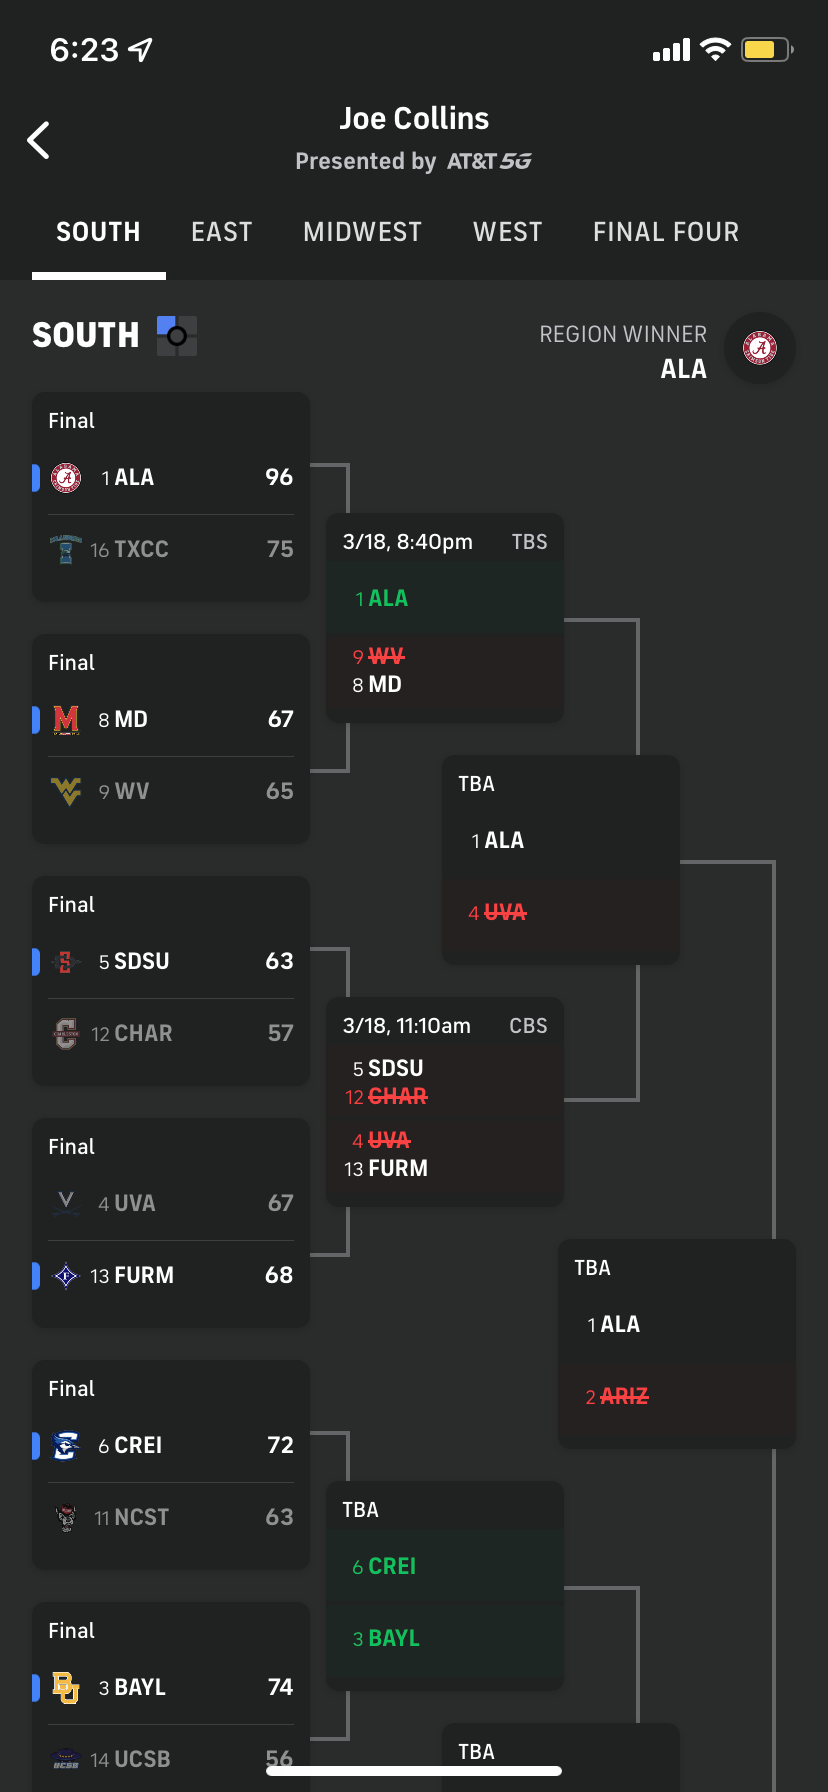 6:23
Joe Collins
Presented by AT&T 5G
SOUTH EAST MIDWEST WEST FINAL FOUR
SOUTH
REGION WINNER
ALA
Final
1 ALA 96
16 TXCC 75
3/18, 8:40pm TBS
1 ALA
9 WV
8 MD
Final
8 MD 67
9 WV 65
TBA
1 ALA
4 UVA
Final
5 SDSU 63
12 CHAR 57
3/18, 11:10am CBS
5 SDSU
12 CHAR
4 UVA
13 FURM
Final
4 UVA 67
13 FURM 68
TBA
1 ALA
2 ARIZ
Final
6 CREI 72
11 NCST 63
TBA
6 CREI
3 BAYL
Final
3 BAYL 74
14 UCSB 56
TBA